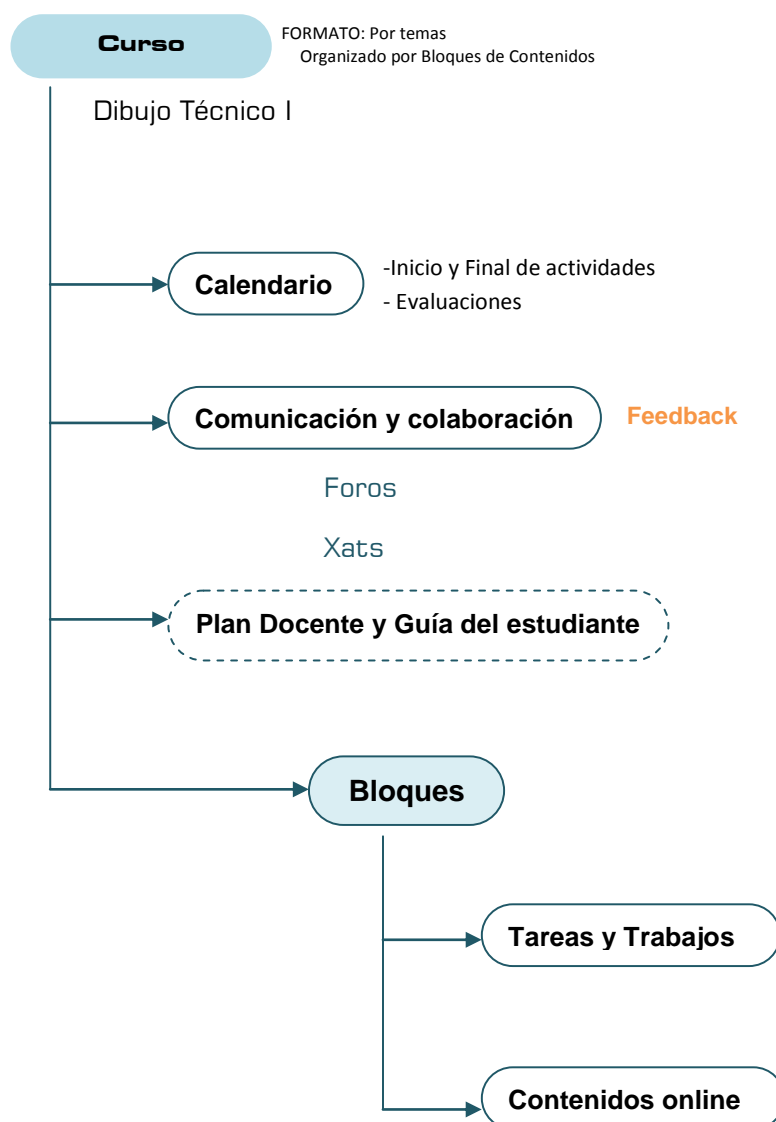 Curso
FORMATO: Por temas
Organizado por Bloques de Contenidos
Dibujo Técnico I
Calendario
-Inicio y Final de actividades
- Evaluaciones
Comunicación y colaboración
Feedback
Foros
Xats
Plan Docente y Guía del estudiante
Bloques
Tareas y Trabajos
Contenidos online